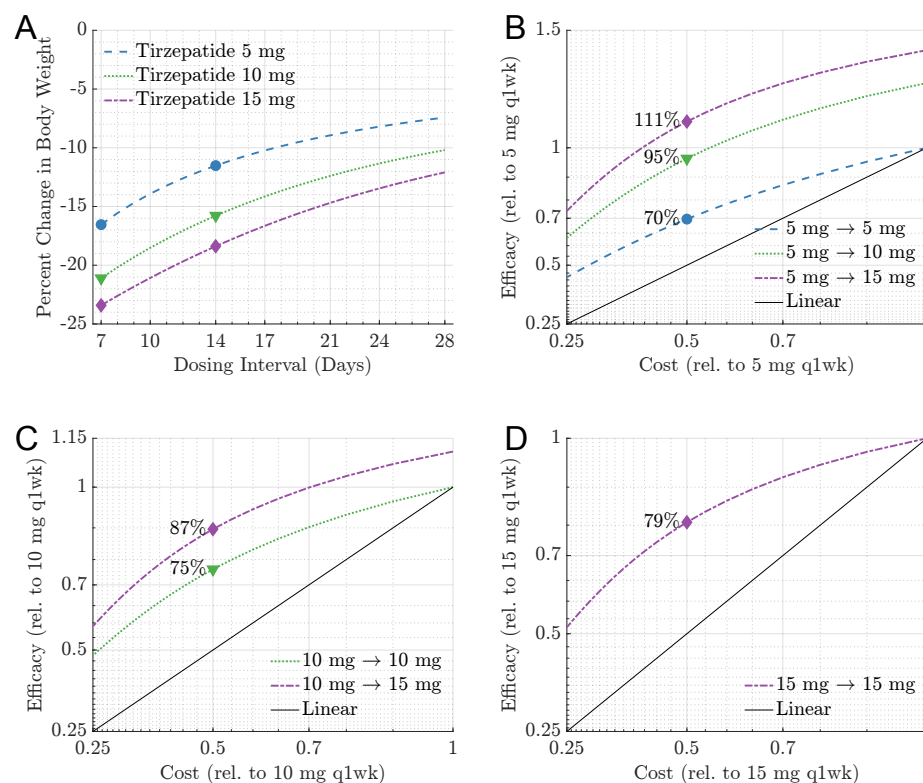 A
Percent Change in Body Weight
0
-5
-10
-15
-20
-25
Tirzepatide 5 mg
Tirzepatide 10 mg
Tirzepatide 15 mg
7 10 14 17 21 24 28
Dosing Interval (Days)
B
Efficacy (rel. to 5 mg q1wk)
1.5
1
0.7
0.5
0.25
111%
95%
70%
5 mg → 5 mg
5 mg → 10 mg
5 mg → 15 mg
Linear
0.25 0.5 0.7
Cost (rel. to 5 mg q1wk)
C
Efficacy (rel. to 10 mg q1wk)
1.15
1
0.7
0.5
0.25
87%
75%
10 mg → 10 mg
10 mg → 15 mg
Linear
0.25 0.5 0.7 1
Cost (rel. to 10 mg q1wk)
D
Efficacy (rel. to 15 mg q1wk)
1
0.7
0.5
0.25
79%
15 mg → 15 mg
Linear
0.25 0.5 0.7
Cost (rel. to 15 mg q1wk)